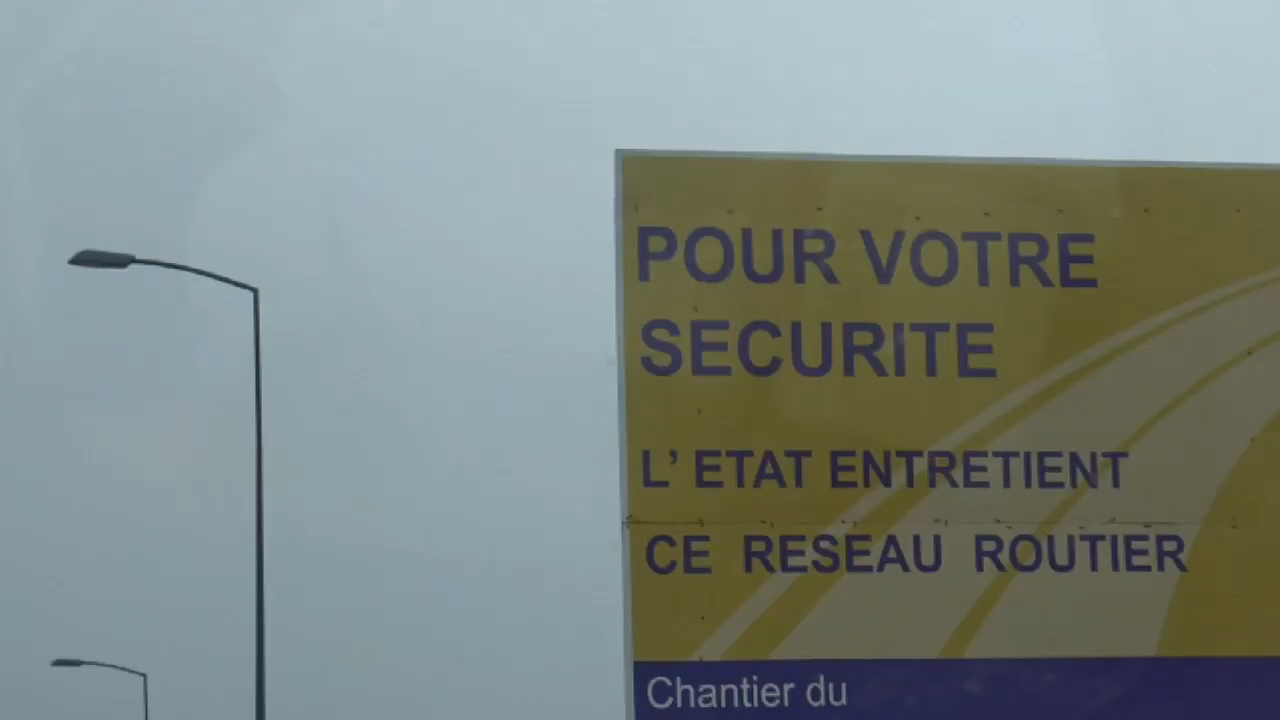 POUR VOTRE
SECURITE
L' ETAT ENTRETIENT
CE RESEAU ROUTIER
Chantier du